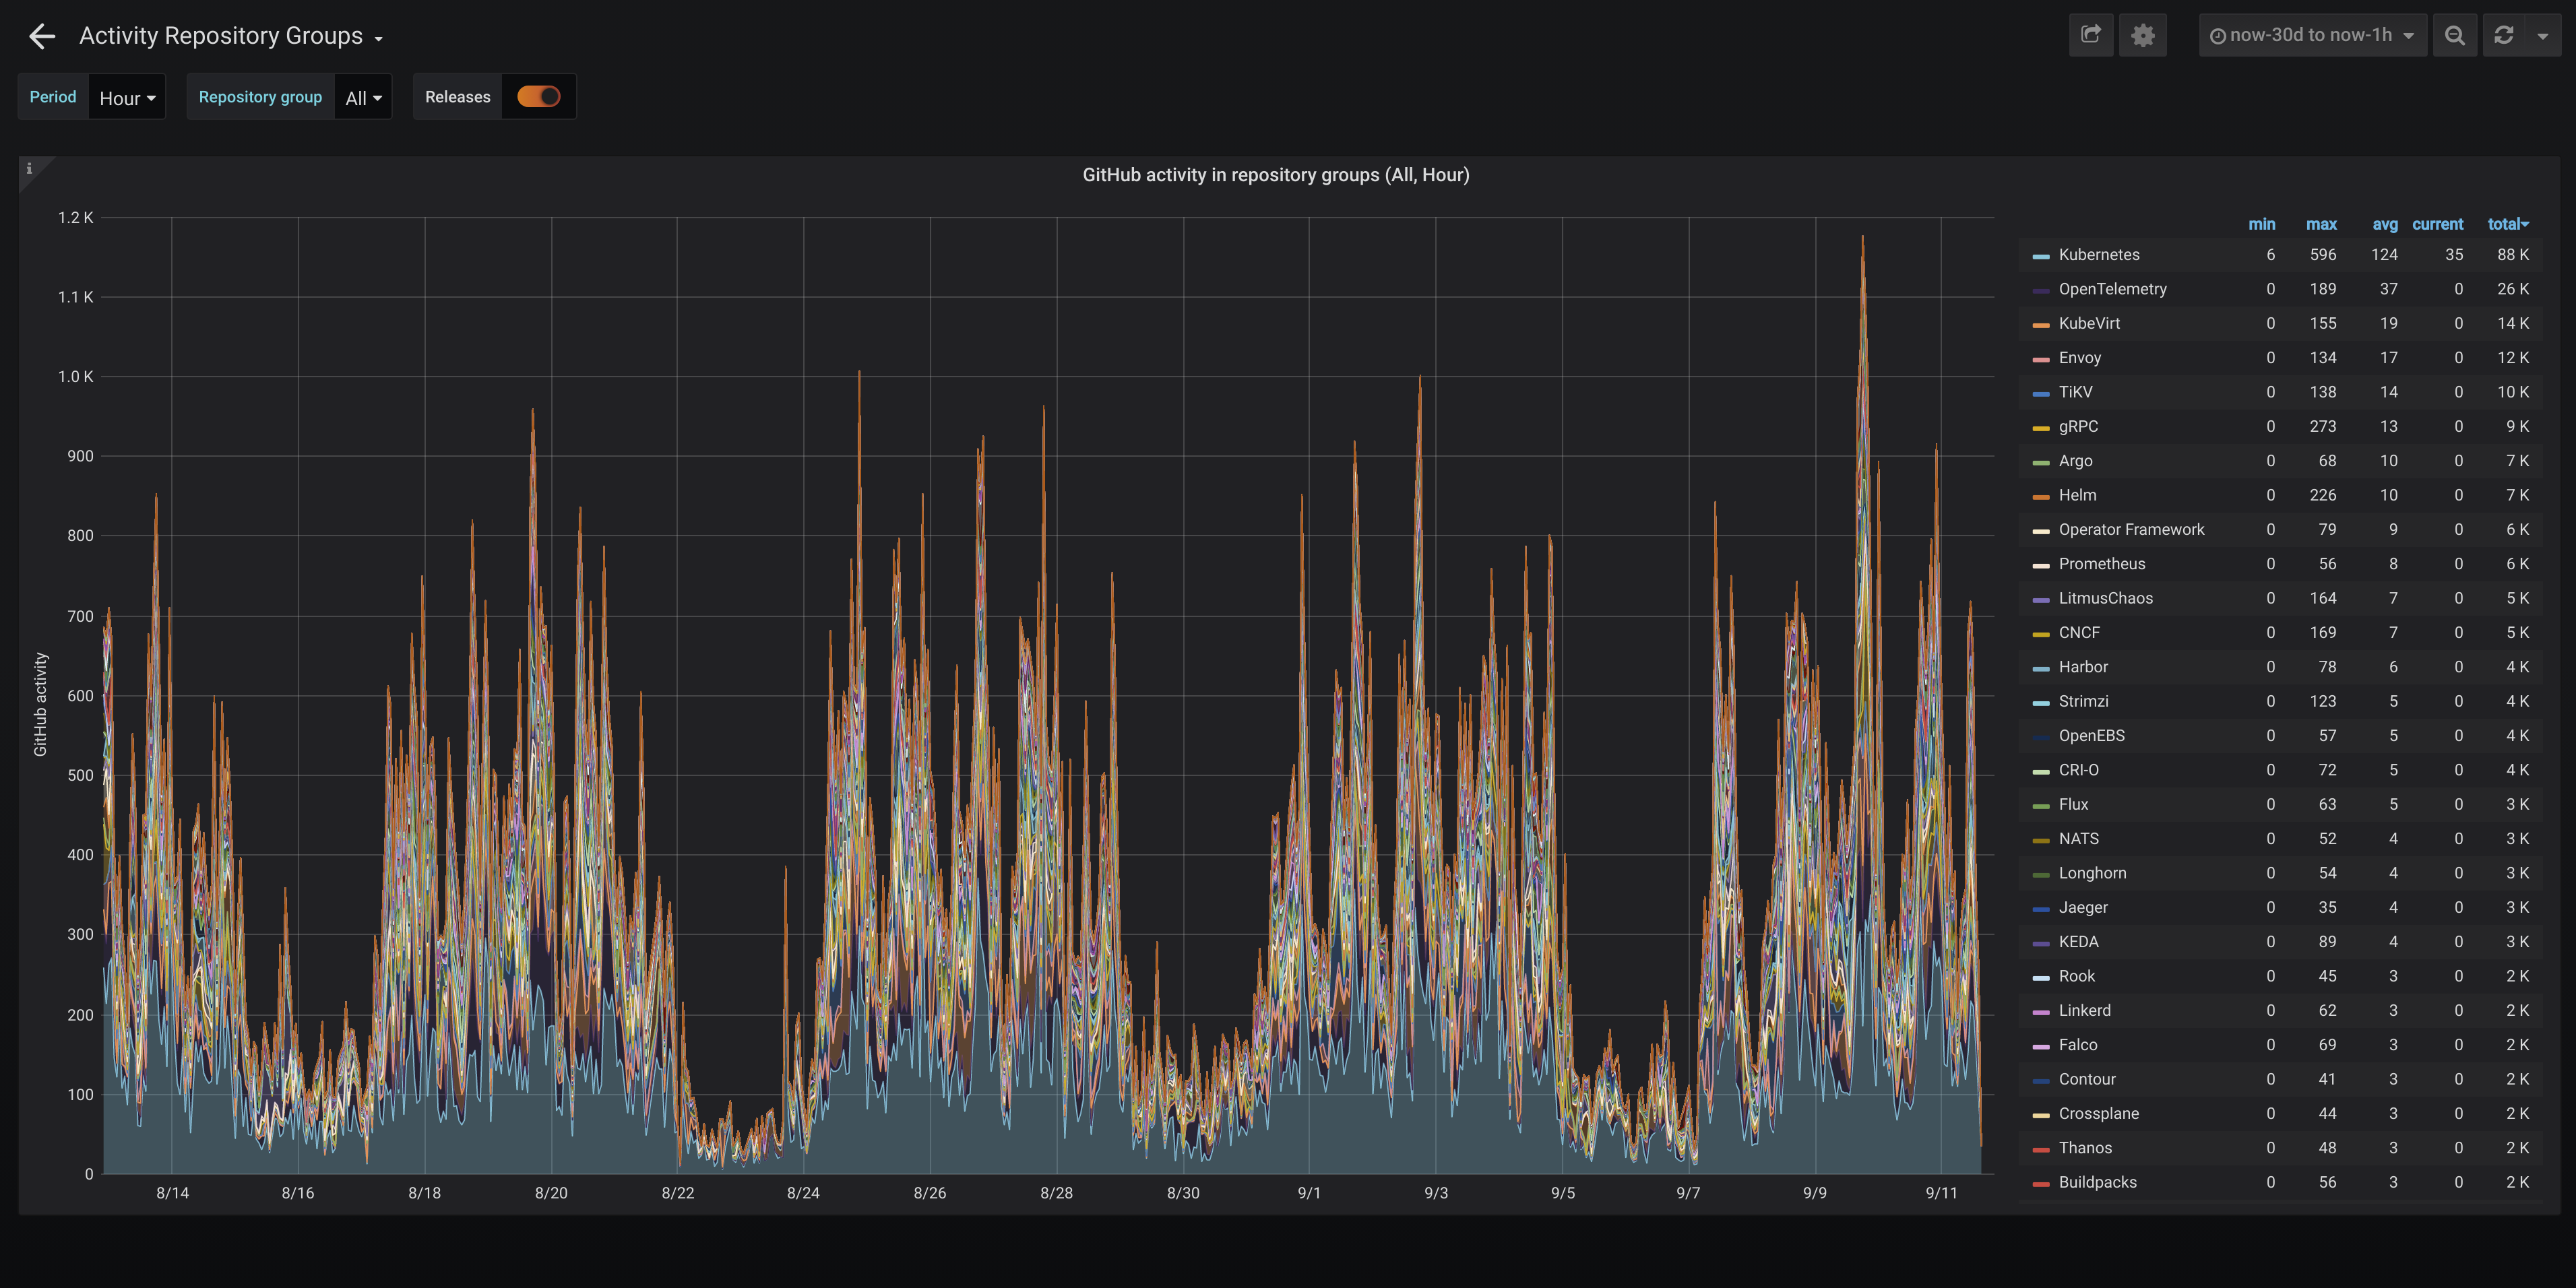 Activity Repository Groups
now-30d to now-1h
Period Hour Repository group All Releases
i
GitHub activity in repository groups (All, Hour)
GitHub activity
1.2 K
1.1 K
1.0 K
900
800
700
600
500
400
300
200
100
0
8/14 8/16 8/18 8/20 8/22 8/24 8/26 8/28 8/30 9/1 9/3 9/5 9/7 9/9 9/11
min max avg current total
Kubernetes 6 596 124 35 88 K
OpenTelemetry 0 189 37 0 26 K
KubeVirt 0 155 19 0 14 K
Envoy 0 134 17 0 12 K
TiKV 0 138 14 0 10 K
gRPC 0 273 13 0 9 K
Argo 0 68 10 0 7 K
Helm 0 226 10 0 7 K
Operator Framework 0 79 9 0 6 K
Prometheus 0 56 8 0 6 K
LitmusChaos 0 164 7 0 5 K
CNCF 0 169 7 0 5 K
Harbor 0 78 6 0 4 K
Strimzi 0 123 5 0 4 K
OpenEBS 0 57 5 0 4 K
CRI-O 0 72 5 0 4 K
Flux 0 63 5 0 3 K
NATS 0 52 4 0 3 K
Longhorn 0 54 4 0 3 K
Jaeger 0 35 4 0 3 K
KEDA 0 89 4 0 3 K
Rook 0 45 3 0 2 K
Linkerd 0 62 3 0 2 K
Falco 0 69 3 0 2 K
Contour 0 41 3 0 2 K
Crossplane 0 44 3 0 2 K
Thanos 0 48 3 0 2 K
Buildpacks 0 56 3 0 2 K